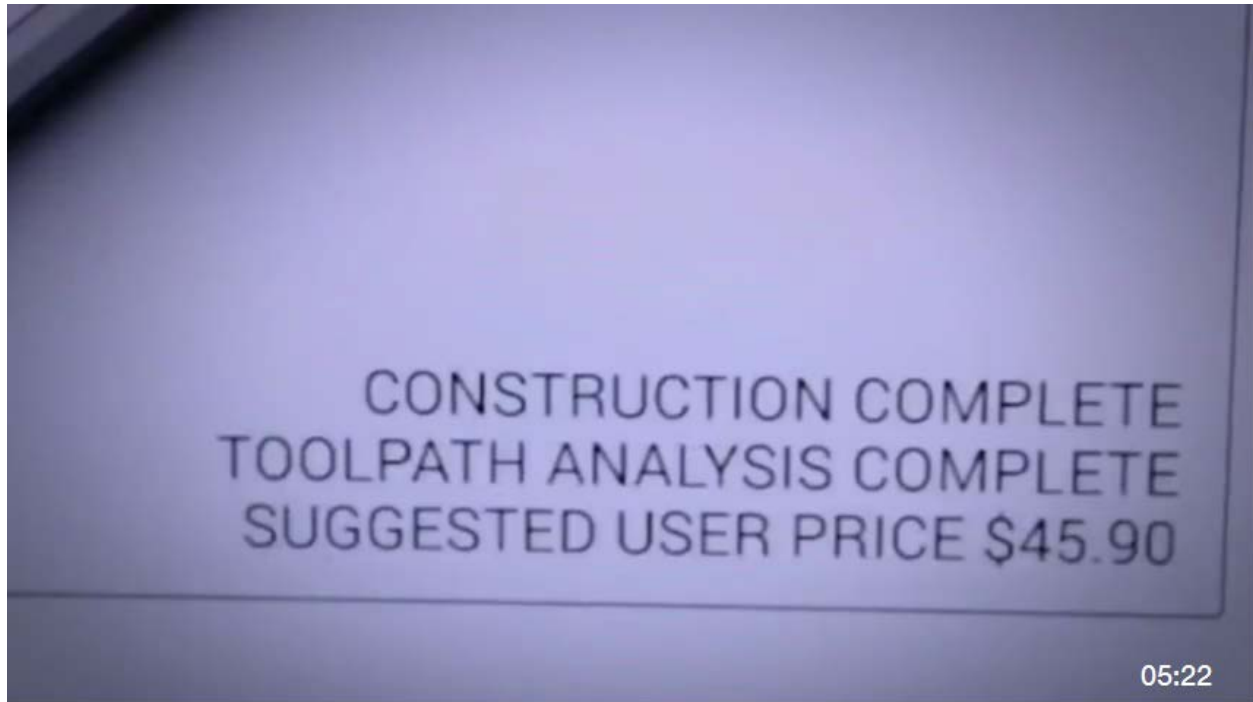 CONSTRUCTION COMPLETE
TOOLPATH ANALYSIS COMPLETE
SUGGESTED USER PRICE $45.90
05:22